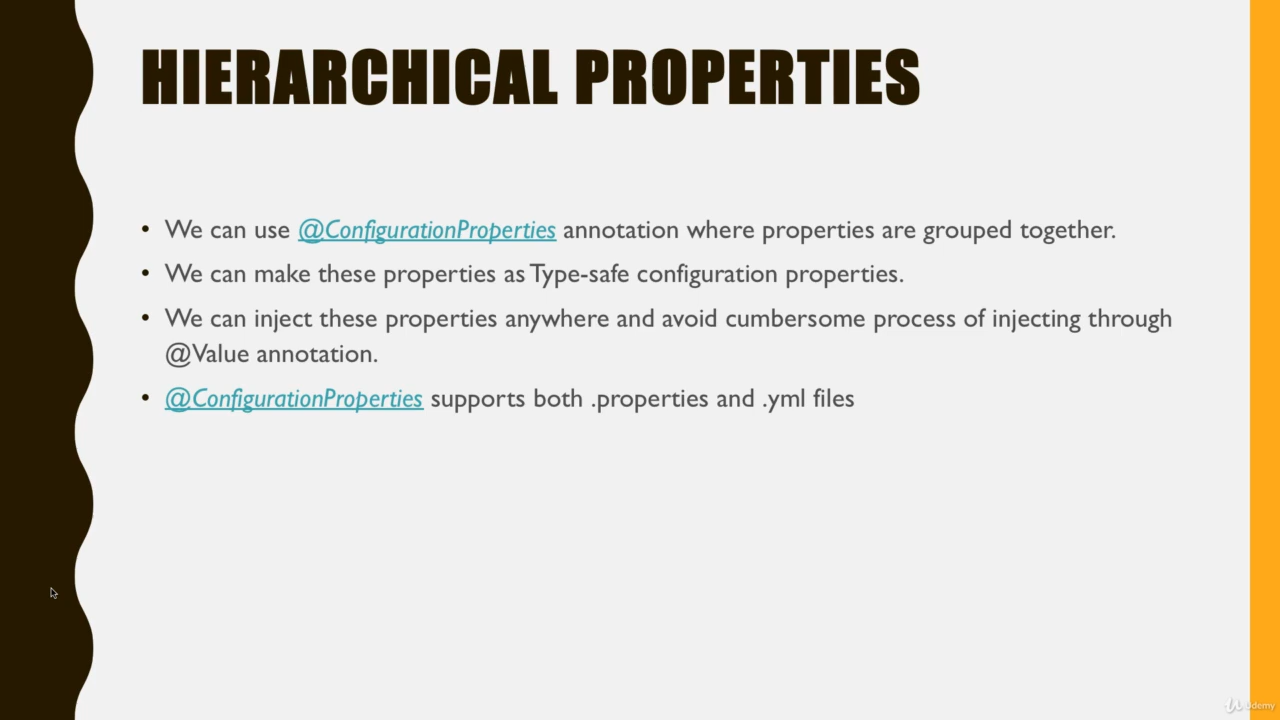 HIERARCHICAL PROPERTIES
• We can use @ConfigurationProperties annotation where properties are grouped together.
• We can make these properties as Type-safe configuration properties.
• We can inject these properties anywhere and avoid cumbersome process of injecting through
@Value annotation.
• @ConfigurationProperties supports both .properties and .yml files
Udemy